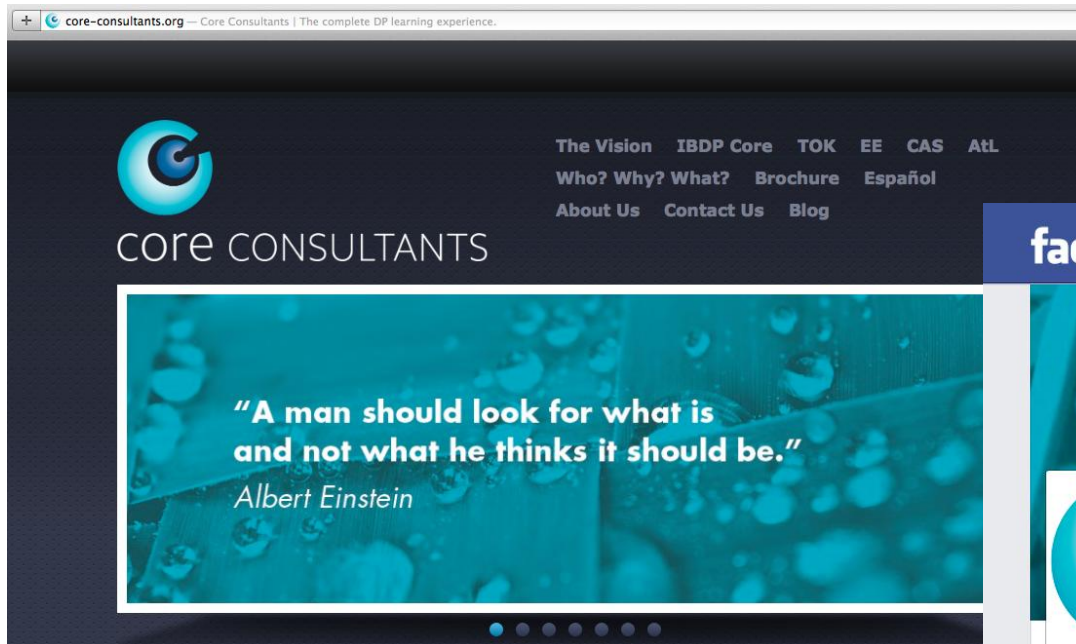 core-consultants.org — Core Consultants | The complete DP learning experience.
The Vision IBDP Core TOK EE CAS AtL
Who? Why? What? Brochure Español
About Us Contact Us Blog
core CONSULTANTS
“A man should look for what is
and not what he thinks it should be.”
Albert Einstein